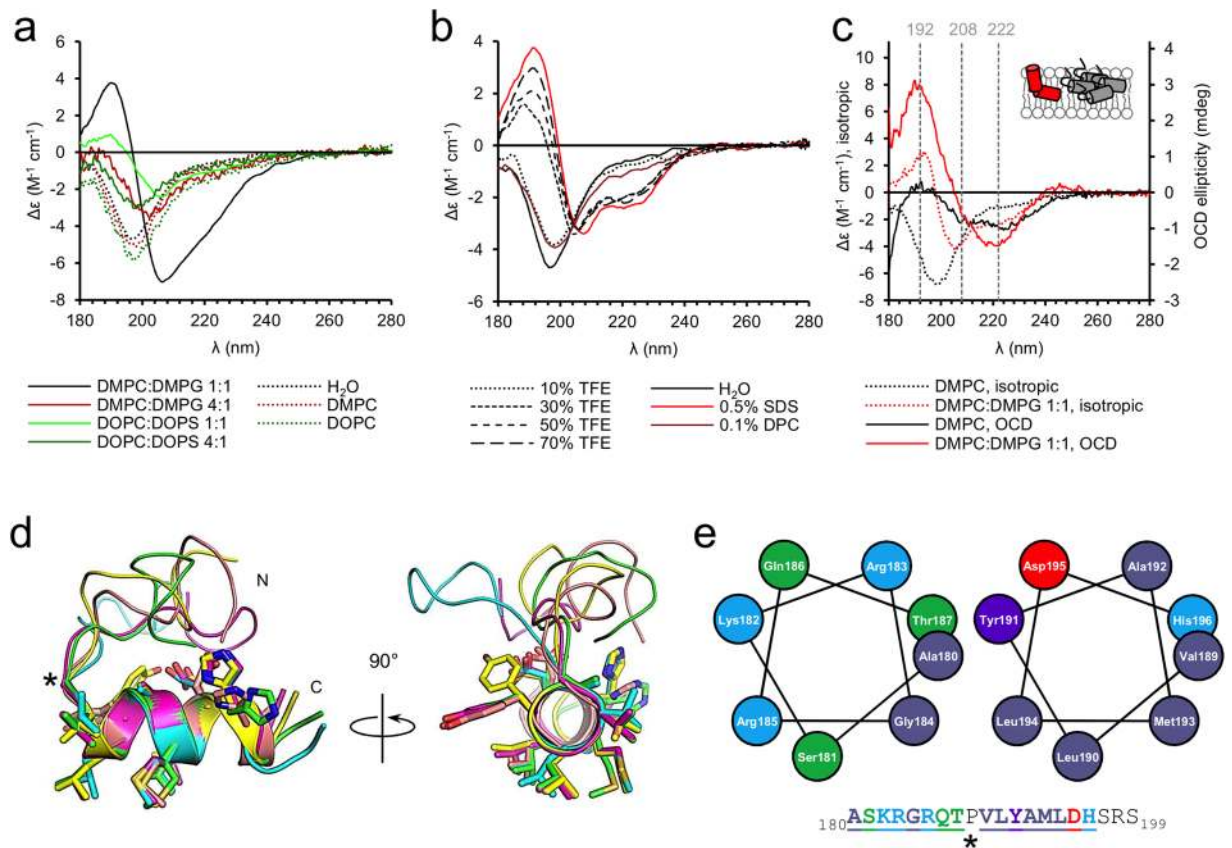 a
6
4
2
0
-2
-4
-6
-8
Δε (M⁻¹ cm⁻¹)
180 200 220 240 260 280
λ (nm)
DMPC:DMPG 1:1
DMPC:DMPG 4:1
DOPC:DOPS 1:1
DOPC:DOPS 4:1
H₂O
DMPC
DOPC
b
4
2
0
-2
-4
-6
Δε (M⁻¹ cm⁻¹)
180 200 220 240 260 280
λ (nm)
10% TFE
30% TFE
50% TFE
70% TFE
H₂O
0.5% SDS
0.1% DPC
c
192 208 222
10
8
6
4
2
0
-2
-4
-6
-8
-10
Δε (M⁻¹ cm⁻¹), isotropic
4
3
2
1
0
-1
-2
-3
OCD ellipticity (mdeg)
180 200 220 240 260 280
λ (nm)
DMPC, isotropic
DMPC:DMPG 1:1, isotropic
DMPC, OCD
DMPC:DMPG 1:1, OCD
d
N
*
C
90°
e
Gln186 Arg183
Lys182 Thr187
Ala180
Arg185 Gly184
Ser181
Asp195 Ala192
Tyr191 His196
Val189
Leu194 Met193
Leu190
180ASKRGRQTPVLYAMLDHSRS199
*